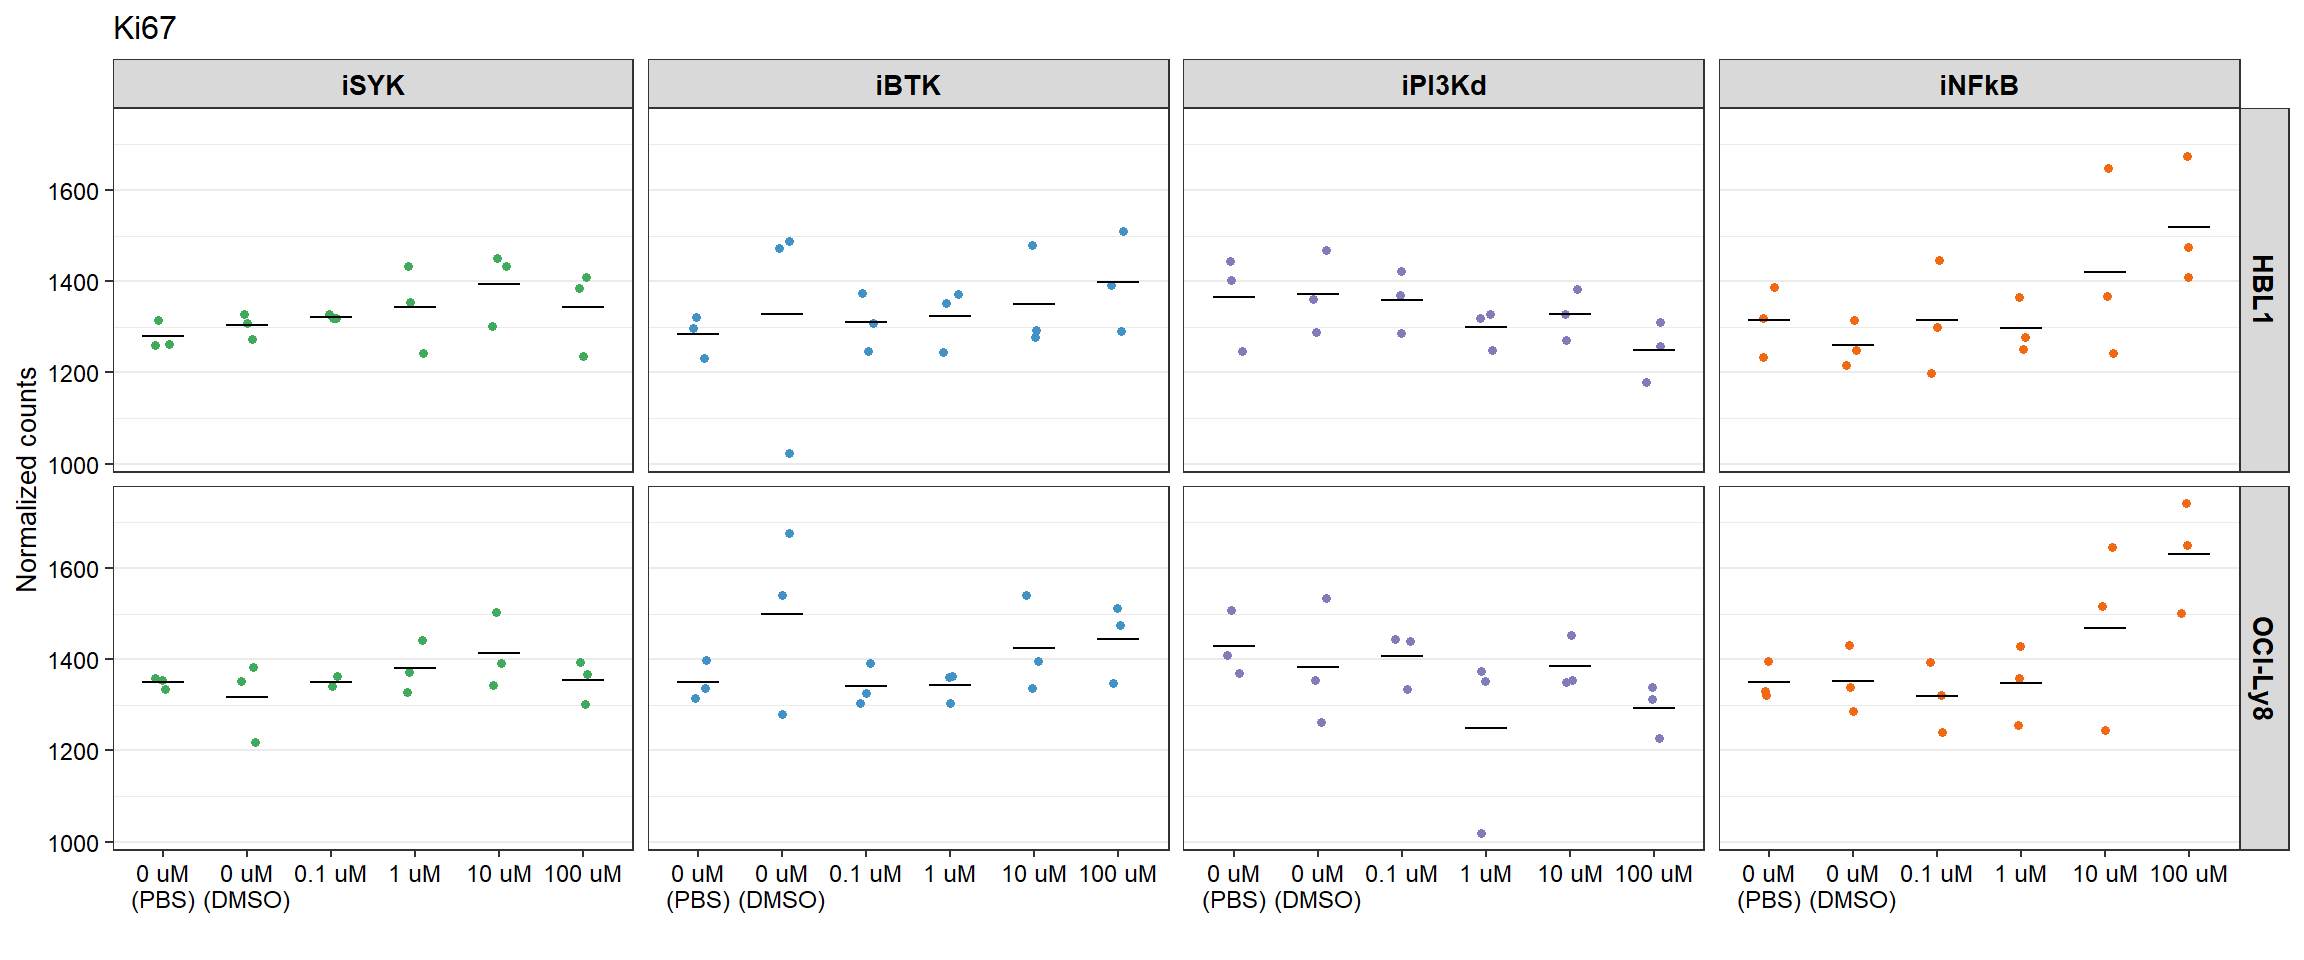 Ki67
iSYK iBTK iPI3Kd iNFkB
Normalized counts
1600
1400
1200
1000
HBL1
1600
1400
1200
1000
OCI-Ly8
0 uM 0 uM 0.1 uM 1 uM 10 uM 100 uM 0 uM 0 uM 0.1 uM 1 uM 10 uM 100 uM 0 uM 0 uM 0.1 uM 1 uM 10 uM 100 uM 0 uM 0 uM 0.1 uM 1 uM 10 uM 100 uM
(PBS) (DMSO) (PBS) (DMSO) (PBS) (DMSO) (PBS) (DMSO)